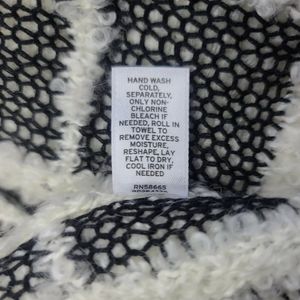 HAND WASH
COLD,
SEPARATELY,
ONLY NON-
CHLORINE
BLEACH IF
NEEDED, ROLL IN
TOWEL TO
REMOVE EXCESS
MOISTURE,
RESHAPE, LAY
FLAT TO DRY,
COOL IRON IF
NEEDED
RN58665